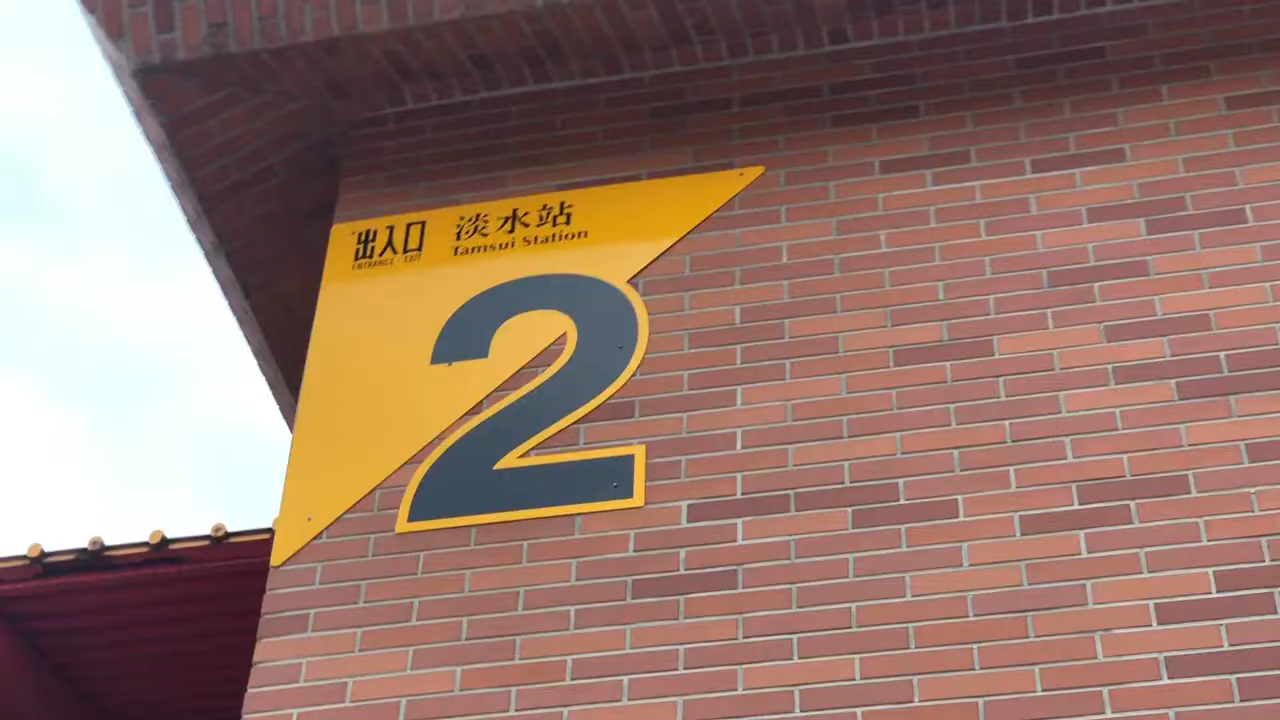 出入口
ENTRANCE / EXIT
淡水站
Tamsui Station
2